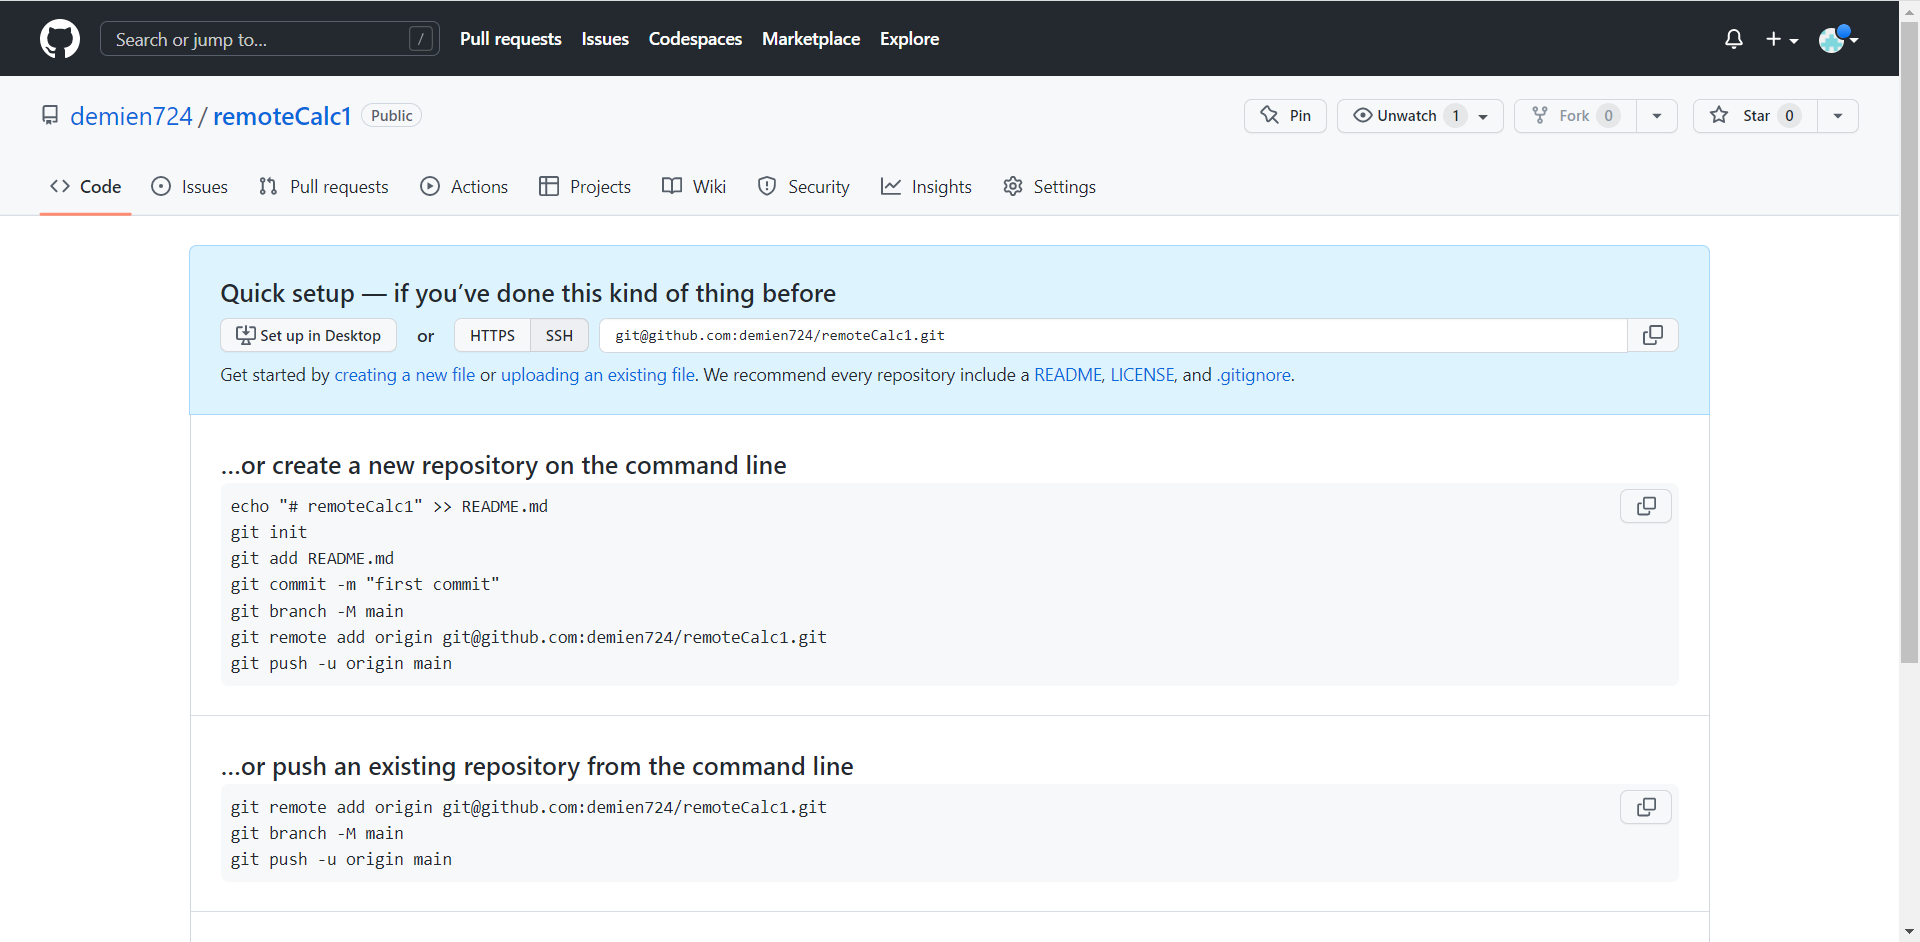 Search or jump to... / Pull requests Issues Codespaces Marketplace Explore
demien724 / remoteCalc1 Public Pin Unwatch 1 Fork 0 Star 0
Code Issues Pull requests Actions Projects Wiki Security Insights Settings
Quick setup — if you’ve done this kind of thing before
Set up in Desktop or HTTPS SSH git@github.com:demien724/remoteCalc1.git
Get started by creating a new file or uploading an existing file. We recommend every repository include a README, LICENSE, and .gitignore.
…or create a new repository on the command line
echo "# remoteCalc1" >> README.md
git init
git add README.md
git commit -m "first commit"
git branch -M main
git remote add origin git@github.com:demien724/remoteCalc1.git
git push -u origin main
…or push an existing repository from the command line
git remote add origin git@github.com:demien724/remoteCalc1.git
git branch -M main
git push -u origin main